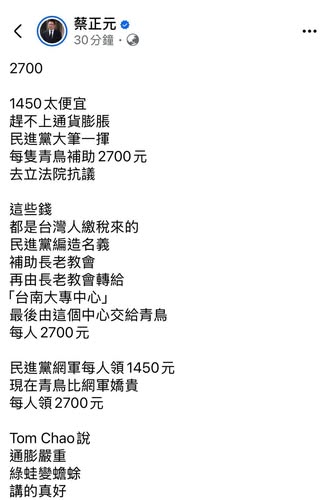 蔡正元
30分鐘·
2700
1450太便宜
趕不上通貨膨脹
民進黨大筆一揮
每隻青鳥補助2700元
去立法院抗議
這些錢
都是台灣人繳稅來的
民進黨編造名義
補助長老教會
再由長老教會轉給
「台南大專中心」
最後由這個中心交給青鳥
每人2700元
民進黨網軍每人領1450元
現在青鳥比網軍嬌貴
每人領2700元
Tom Chao說
通膨嚴重
綠蛙變蟾蜍
講的真好